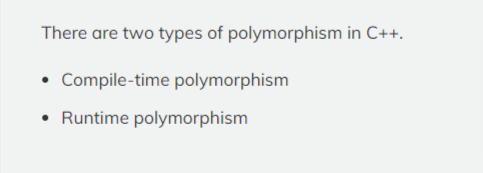 There are two types of polymorphism in C++.
• Compile-time polymorphism
• Runtime polymorphism